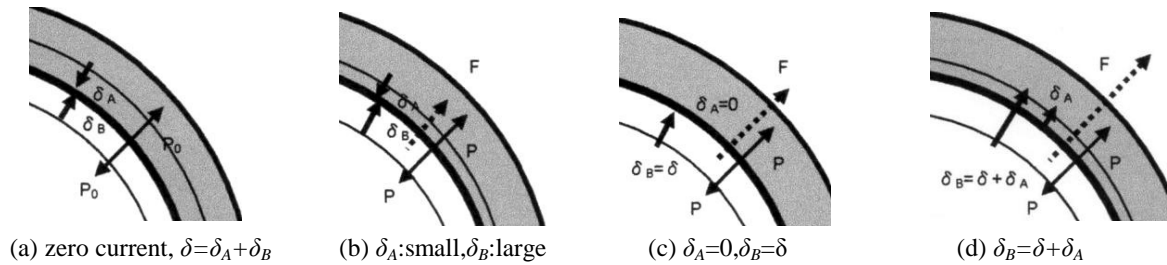 δA
δB
P0
P0
(a) zero current, δ=δA+δB
F
δA
δB
P
P
(b) δA:small,δB:large
F
δA=0
δB=δ
P
P
(c) δA=0,δB=δ
F
δA
δB=δ+δA
P
P
(d) δB=δ+δA